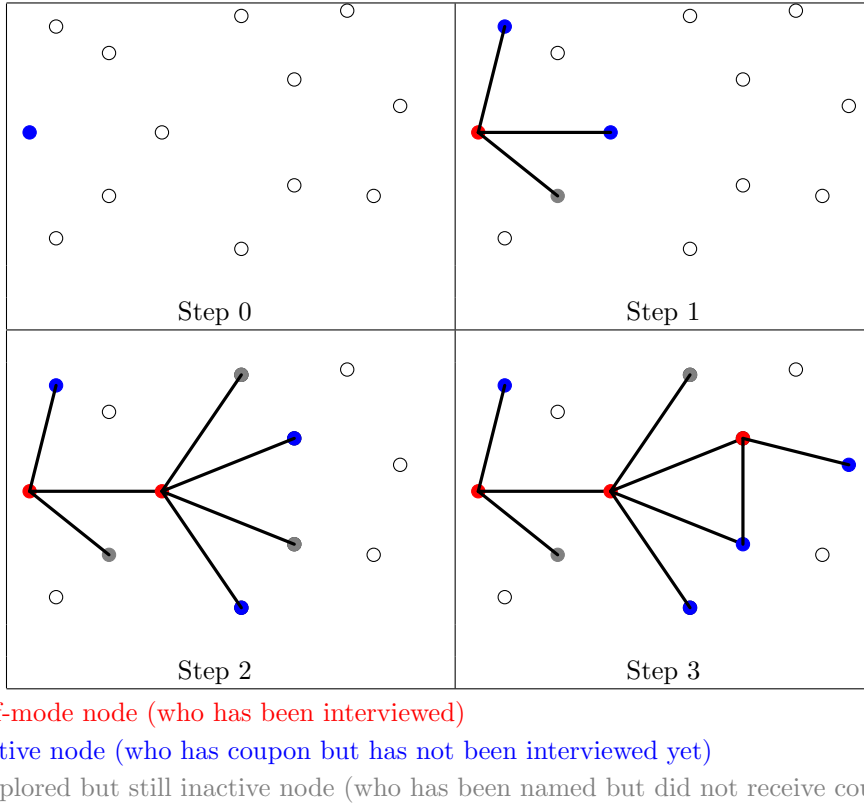 Step 0
Step 1
Step 2
Step 3
-mode node (who has been interviewed)
tive node (who has coupon but has not been interviewed yet)
plored but still inactive node (who has been named but did not receive cou